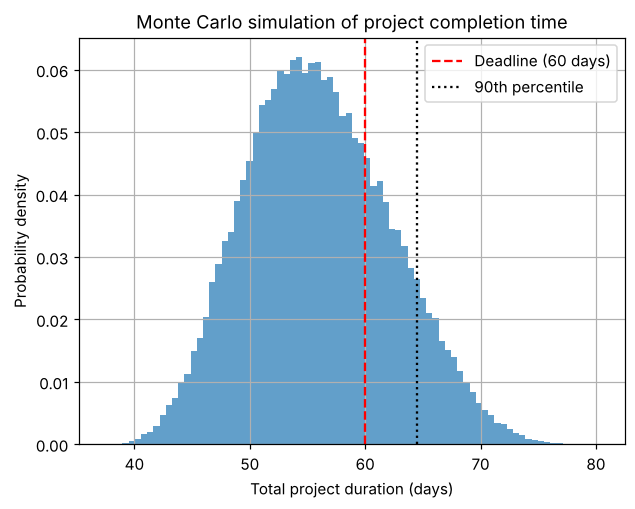 Monte Carlo simulation of project completion time
Deadline (60 days)
90th percentile
Probability density
0.06
0.05
0.04
0.03
0.02
0.01
0.00
40 50 60 70 80
Total project duration (days)